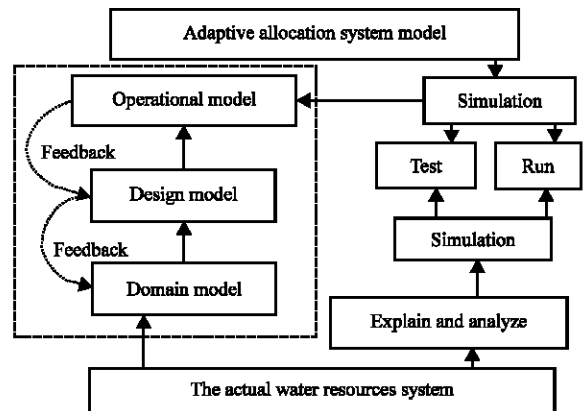 Adaptive allocation system model
Operational model
Simulation
Feedback
Test
Run
Design model
Simulation
Feedback
Domain model
Explain and analyze
The actual water resources system